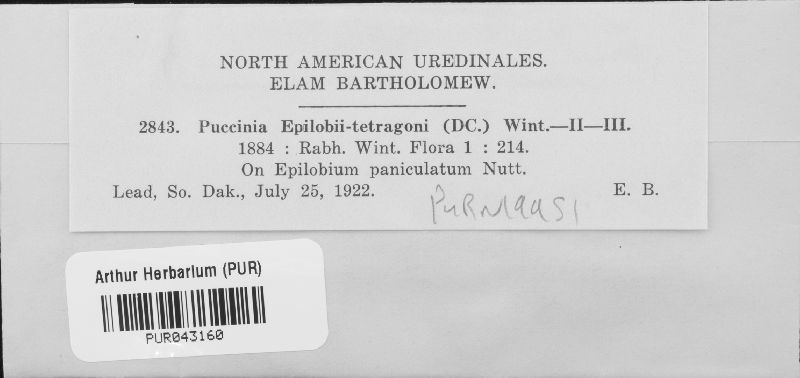 NORTH AMERICAN UREDINALES.
ELAM BARTHOLOMEW.
2843. Puccinia Epilobii-tetragoni (DC.) Wint.—II—III.
1884 : Rabh. Wint. Flora 1 : 214.
On Epilobium paniculatum Nutt.
Lead, So. Dak., July 25, 1922. E. B.
Arthur Herbarium (PUR)
PUR043160